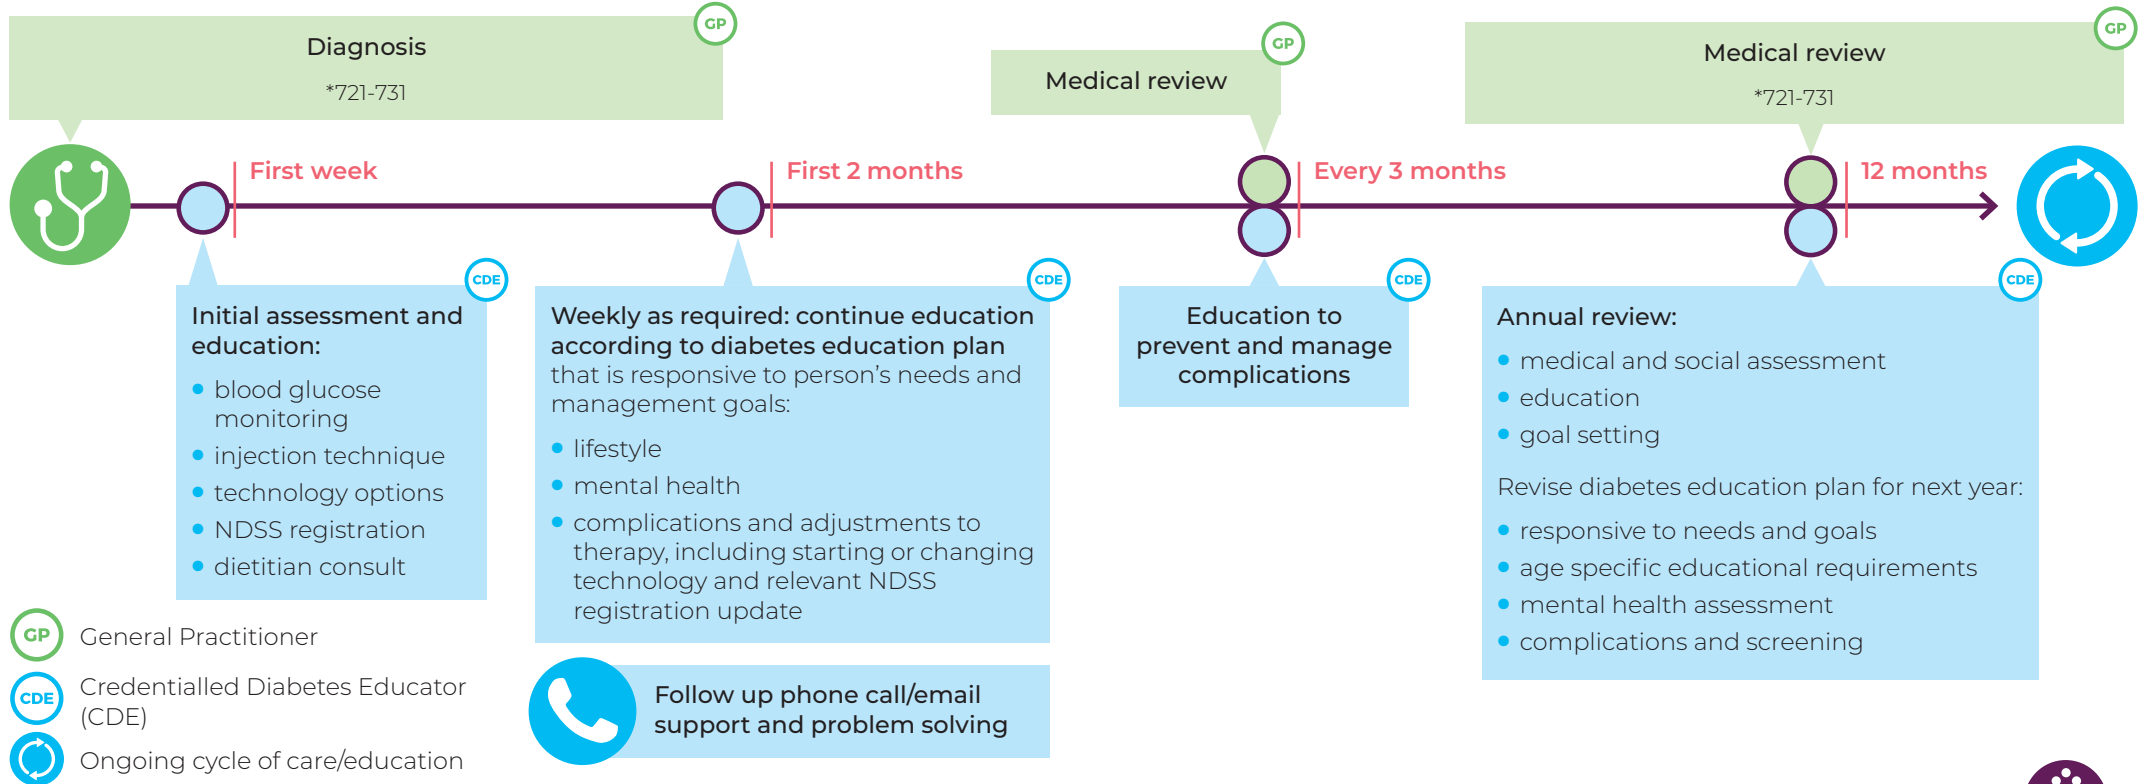 GP
Diagnosis
*721-731
GP
Medical review
GP
Medical review
*721-731
First week
First 2 months
Every 3 months
12 months
CDE
Initial assessment and
education:
blood glucose
monitoring
injection technique
technology options
NDSS registration
dietitian consult
CDE
Weekly as required: continue education
according to diabetes education plan
that is responsive to person’s needs and
management goals:
lifestyle
mental health
complications and adjustments to
therapy, including starting or changing
technology and relevant NDSS
registration update
Follow up phone call/email
support and problem solving
CDE
Education to
prevent and manage
complications
CDE
Annual review:
medical and social assessment
education
goal setting
Revise diabetes education plan for next year:
responsive to needs and goals
age specific educational requirements
mental health assessment
complications and screening
GP General Practitioner
CDE Credentialled Diabetes Educator
(CDE)
Ongoing cycle of care/education